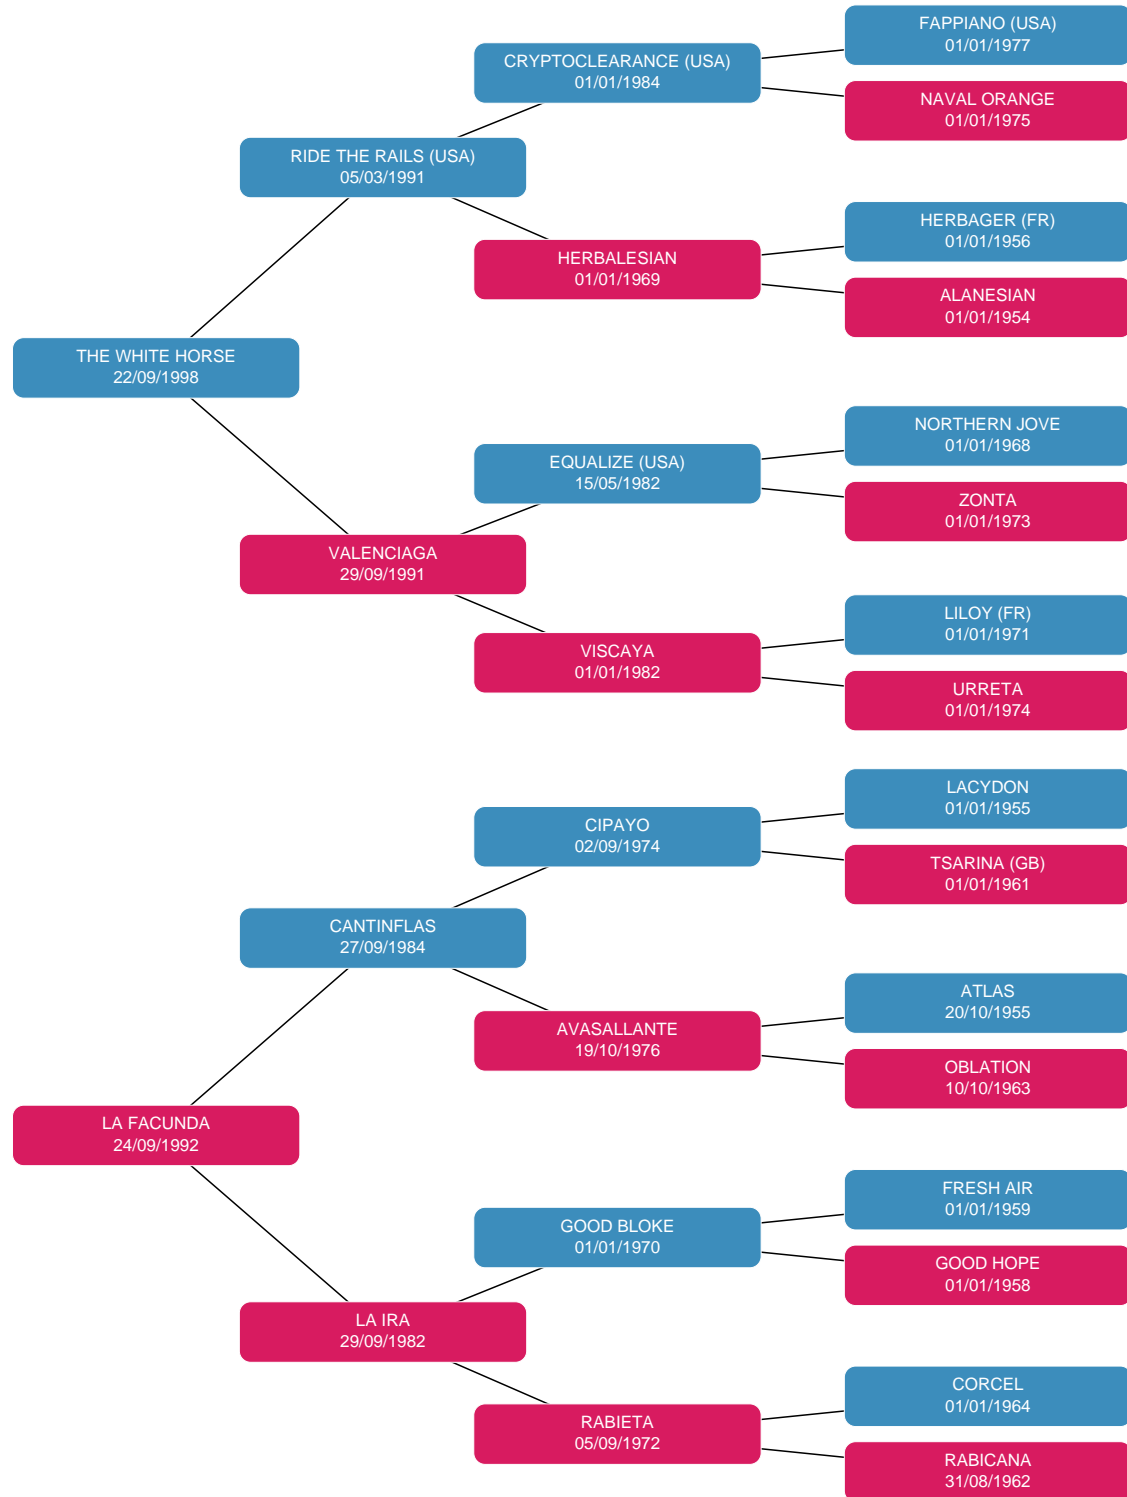 FAPPIANO (USA)
01/01/1977
CRYPTOCLEARANCE (USA)
01/01/1984
NAVAL ORANGE
01/01/1975
RIDE THE RAILS (USA)
05/03/1991
HERBAGER (FR)
01/01/1956
HERBALESIAN
01/01/1969
ALANESIAN
01/01/1954
THE WHITE HORSE
22/09/1998
NORTHERN JOVE
01/01/1968
EQUALIZE (USA)
15/05/1982
ZONTA
01/01/1973
VALENCIAGA
29/09/1991
LILOY (FR)
01/01/1971
VISCAYA
01/01/1982
URRETA
01/01/1974
LACYDON
01/01/1955
CIPAYO
02/09/1974
TSARINA (GB)
01/01/1961
CANTINFLAS
27/09/1984
ATLAS
20/10/1955
AVASALLANTE
19/10/1976
OBLATION
10/10/1963
LA FACUNDA
24/09/1992
FRESH AIR
01/01/1959
GOOD BLOKE
01/01/1970
GOOD HOPE
01/01/1958
LA IRA
29/09/1982
CORCEL
01/01/1964
RABIETA
05/09/1972
RABICANA
31/08/1962